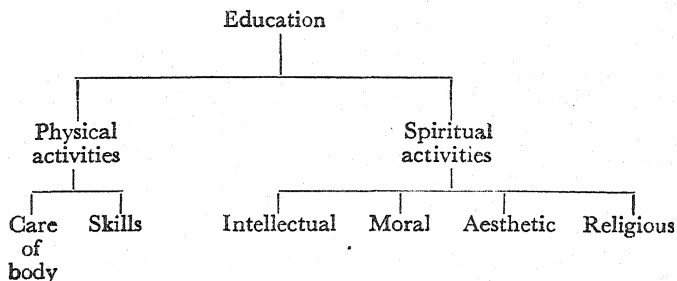 Education
Physical
activities
Spiritual
activities
Care
of
body
Skills
Intellectual
Moral
Aesthetic
Religious